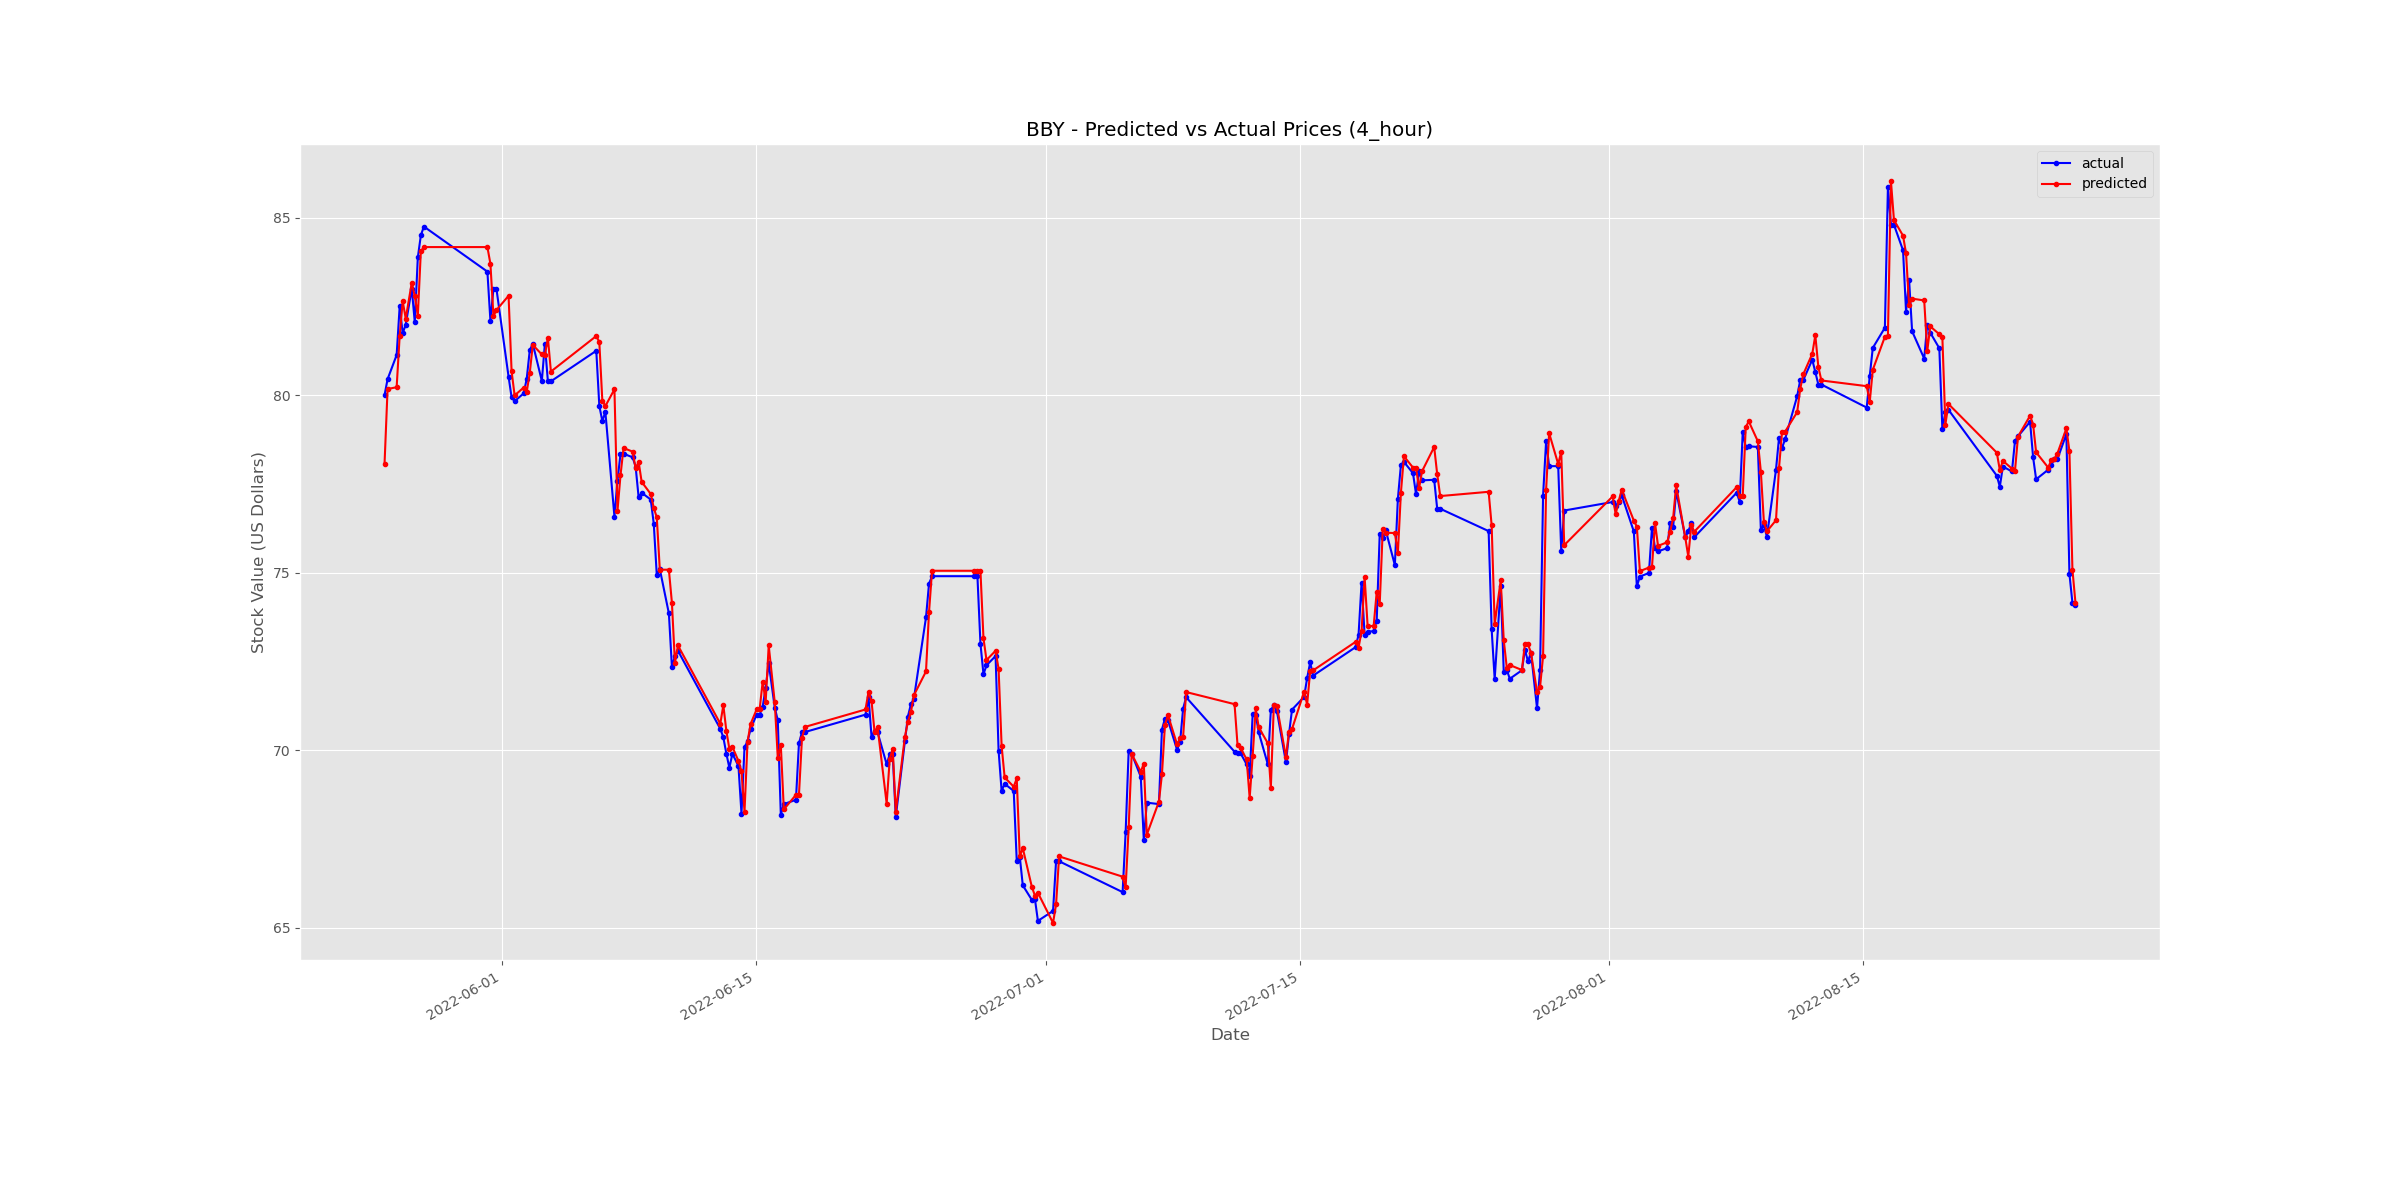 BBY - Predicted vs Actual Prices (4_hour)
actual
predicted
Stock Value (US Dollars)
85
80
75
70
65
2022-06-01
2022-06-15
2022-07-01
2022-07-15
2022-08-01
2022-08-15
Date